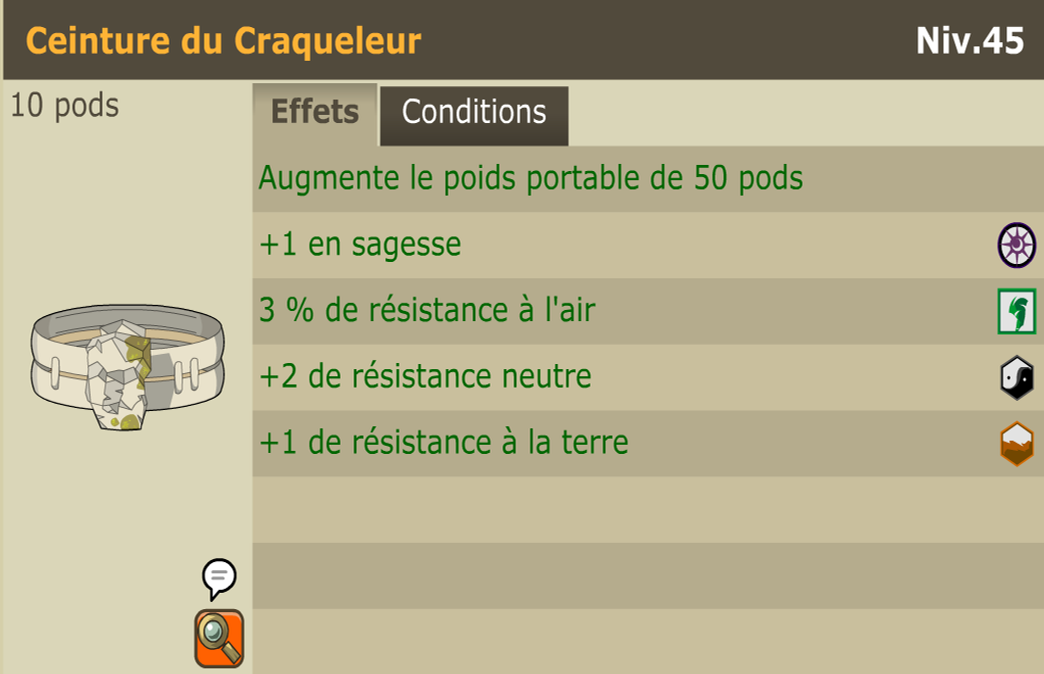 Ceinture du Craqueleur
Niv.45
10 pods
Effets
Conditions
Augmente le poids portable de 50 pods
+1 en sagesse
3 % de résistance à l'air
+2 de résistance neutre
+1 de résistance à la terre